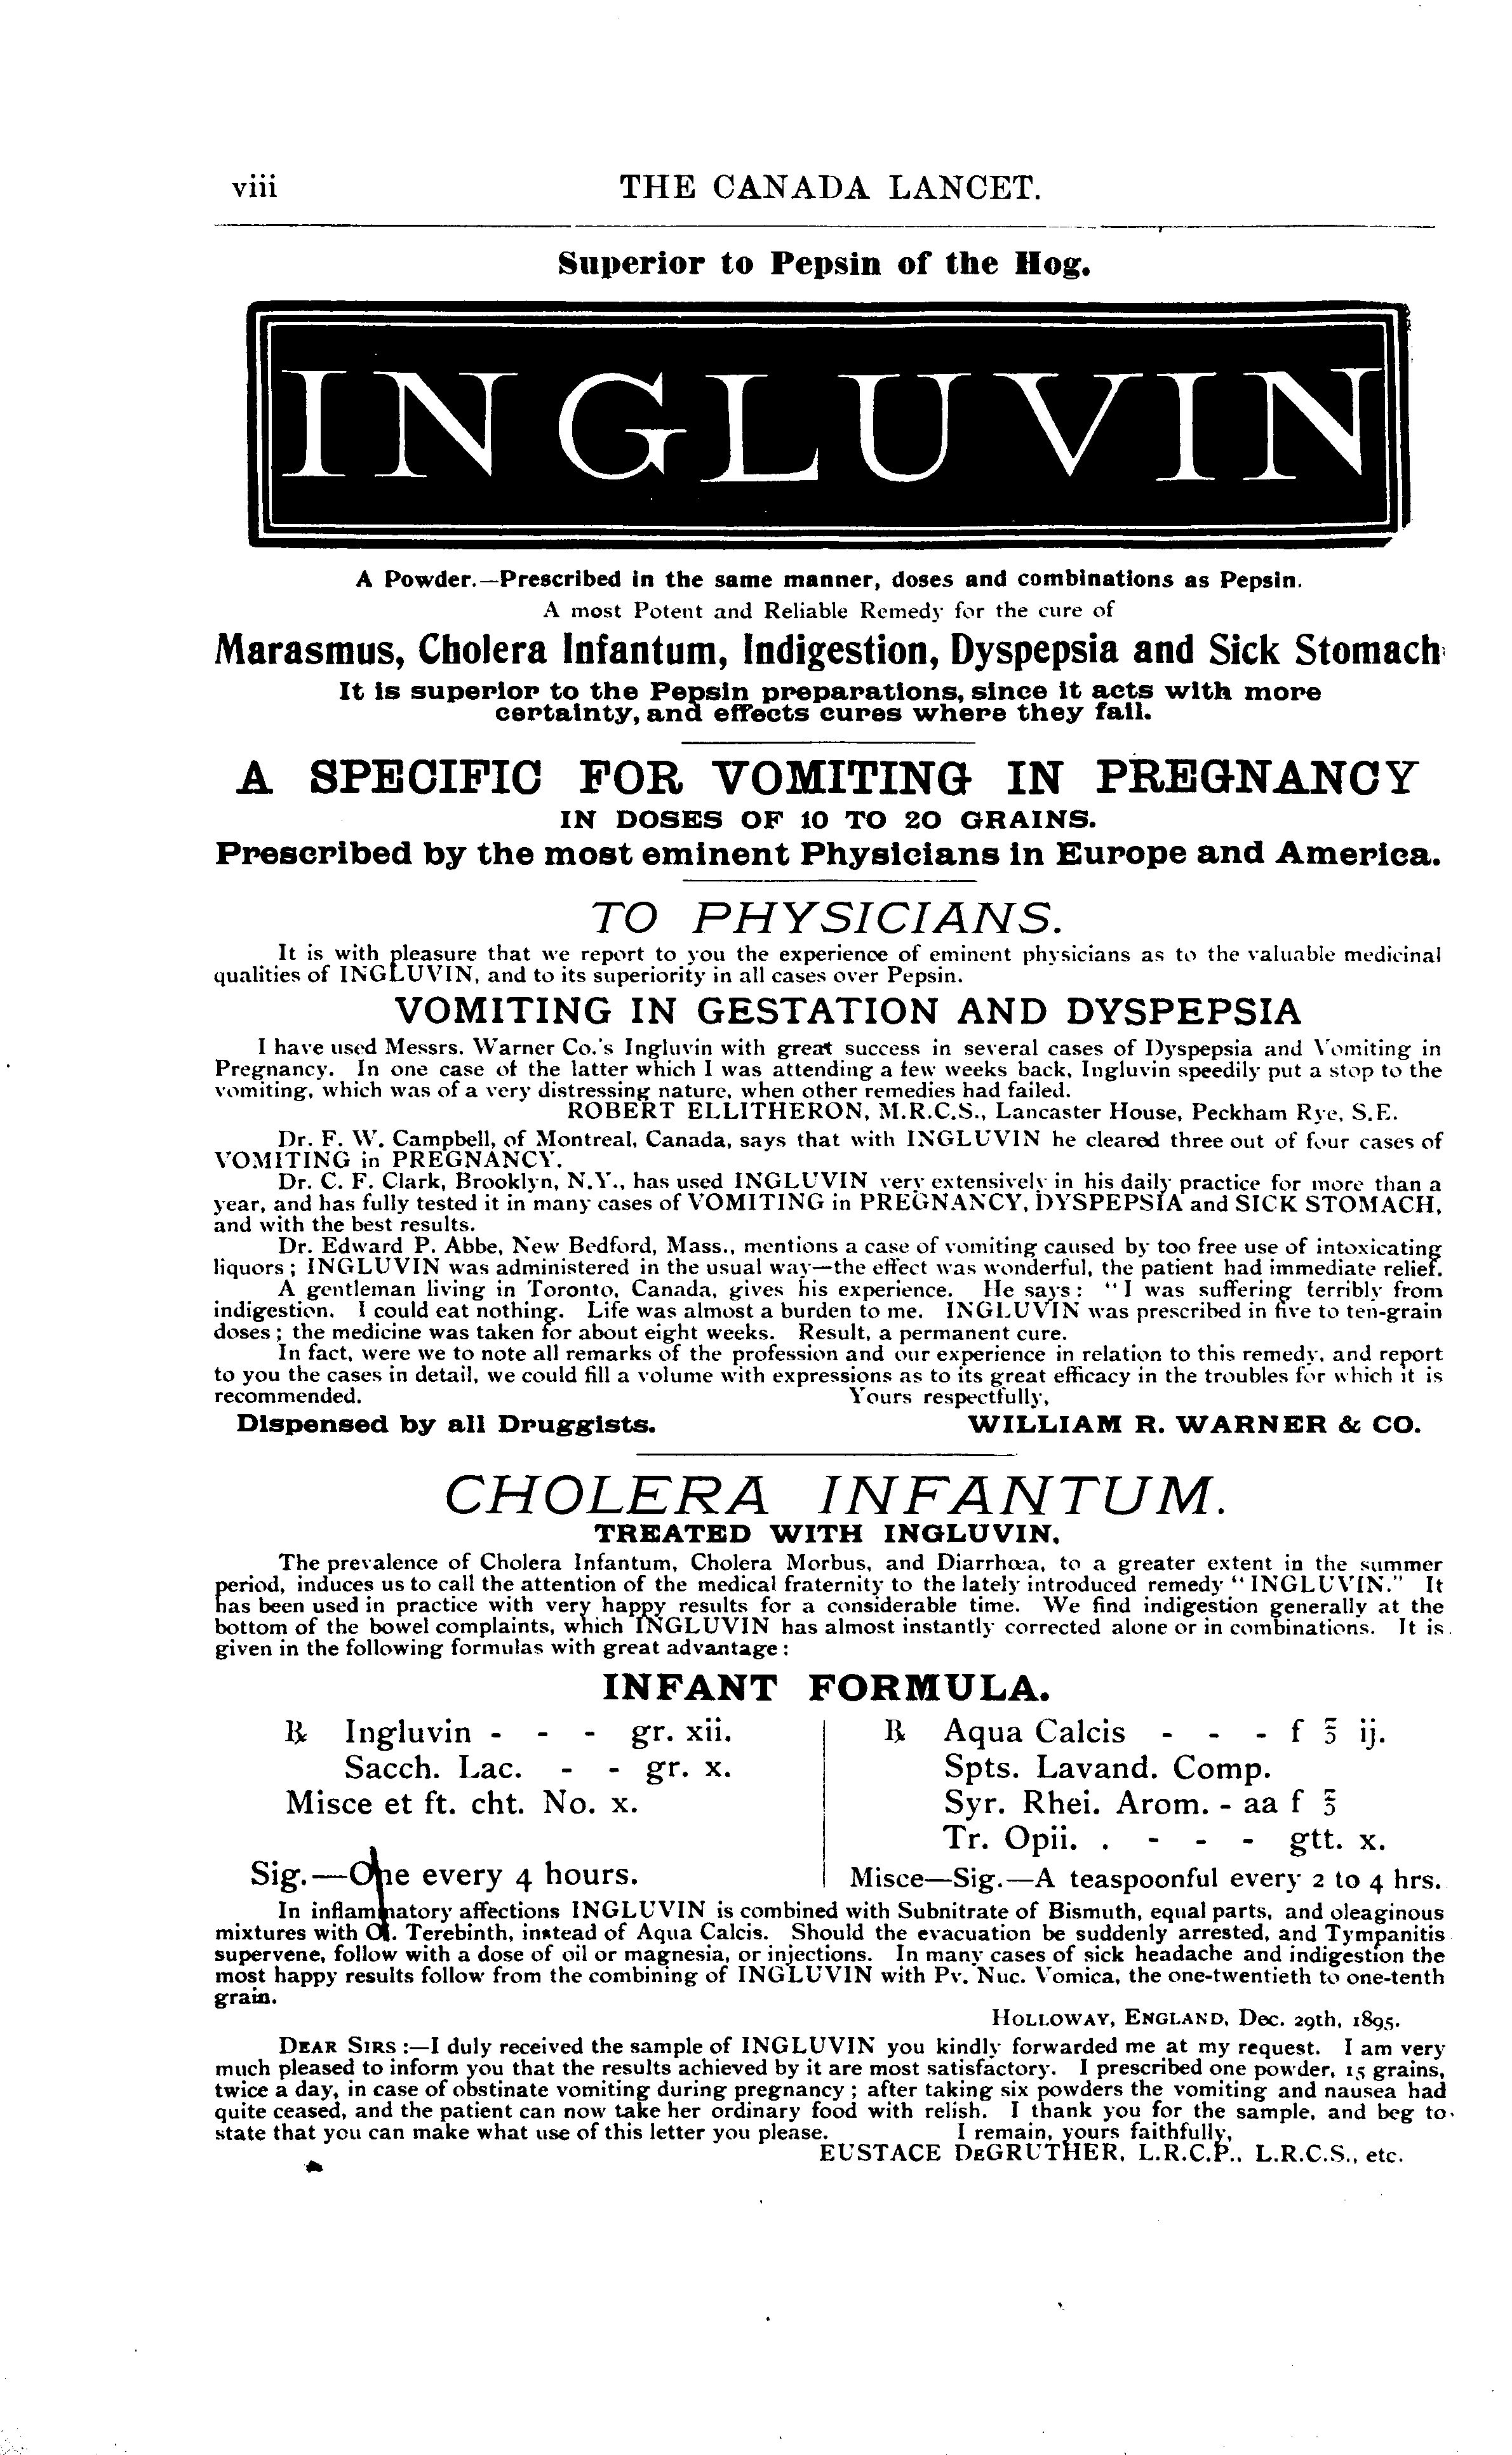 viii
THE CANADA LANCET.
Superior to Pepsin of the Hog.
INGLUVIN
A Powder.—Prescribed in the same manner, doses and combinations as Pepsin.
A most Potent and Reliable Remedy for the cure of
Marasmus, Cholera Infantum, Indigestion, Dyspepsia and Sick Stomach
It is superior to the Pepsin preparations, since it acts with more
certainty, and effects cures where they fail.
A SPECIFIC FOR VOMITING IN PREGNANCY
IN DOSES OF 10 TO 20 GRAINS.
Prescribed by the most eminent Physicians in Europe and America.
TO PHYSICIANS.
It is with pleasure that we report to you the experience of eminent physicians as to the valuable medicinal
qualities of INGLUVIN, and to its superiority in all cases over Pepsin.
VOMITING IN GESTATION AND DYSPEPSIA
I have used Messrs. Warner Co.'s Ingluvin with great success in several cases of Dyspepsia and Vomiting in
Pregnancy. In one case of the latter which I was attending a few weeks back, Ingluvin speedily put a stop to the
vomiting, which was of a very distressing nature, when other remedies had failed.
ROBERT ELLITHERON, M.R.C.S., Lancaster House, Peckham Rye, S.E.
Dr. F. W. Campbell, of Montreal, Canada, says that with INGLUVIN he cleared three out of four cases of
VOMITING in PREGNANCY.
Dr. C. F. Clark, Brooklyn, N.Y., has used INGLUVIN very extensively in his daily practice for more than a
year, and has fully tested it in many cases of VOMITING in PREGNANCY, DYSPEPSIA and SICK STOMACH,
and with the best results.
Dr. Edward P. Abbe, New Bedford, Mass., mentions a case of vomiting caused by too free use of intoxicating
liquors; INGLUVIN was administered in the usual way—the effect was wonderful, the patient had immediate relief.
A gentleman living in Toronto, Canada, gives his experience. He says: "I was suffering terribly from
indigestion. I could eat nothing. Life was almost a burden to me. INGLUVIN was prescribed in five to ten-grain
doses; the medicine was taken for about eight weeks. Result, a permanent cure.
In fact, were we to note all remarks of the profession and our experience in relation to this remedy, and report
to you the cases in detail, we could fill a volume with expressions as to its great efficacy in the troubles for which it is
recommended. Yours respectfully,
Dispensed by all Druggists. WILLIAM R. WARNER & CO.
CHOLERA INFANTUM.
TREATED WITH INGLUVIN.
The prevalence of Cholera Infantum, Cholera Morbus, and Diarrhœa, to a greater extent in the summer
period, induces us to call the attention of the medical fraternity to the lately introduced remedy "INGLUVIN." It
has been used in practice with very happy results for a considerable time. We find indigestion generally at the
bottom of the bowel complaints, which INGLUVIN has almost instantly corrected alone or in combinations. It is
given in the following formulas with great advantage:
INFANT FORMULA.
℞ Ingluvin - - - gr. xii.
Sacch. Lac. - - gr. x.
Misce et ft. cht. No. x.
Sig.—One every 4 hours.
℞ Aqua Calcis - - - f ℥ ij.
Spts. Lavand. Comp.
Syr. Rhei. Arom. - aa f ℥
Tr. Opii. . - - - gtt. x.
Misce—Sig.—A teaspoonful every 2 to 4 hrs.
In inflammatory affections INGLUVIN is combined with Subnitrate of Bismuth, equal parts, and oleaginous
mixtures with Ol. Terebinth, instead of Aqua Calcis. Should the evacuation be suddenly arrested, and Tympanitis
supervene, follow with a dose of oil or magnesia, or injections. In many cases of sick headache and indigestion the
most happy results follow from the combining of INGLUVIN with Pv. Nuc. Vomica, the one-twentieth to one-tenth
grain.
HOLLOWAY, ENGLAND, Dec. 29th, 1895.
DEAR SIRS:—I duly received the sample of INGLUVIN you kindly forwarded me at my request. I am very
much pleased to inform you that the results achieved by it are most satisfactory. I prescribed one powder, 15 grains,
twice a day, in case of obstinate vomiting during pregnancy; after taking six powders the vomiting and nausea had
quite ceased, and the patient can now take her ordinary food with relish. I thank you for the sample, and beg to
state that you can make what use of this letter you please. I remain, yours faithfully,
EUSTACE DEGRUTHER, L.R.C.P., L.R.C.S., etc.